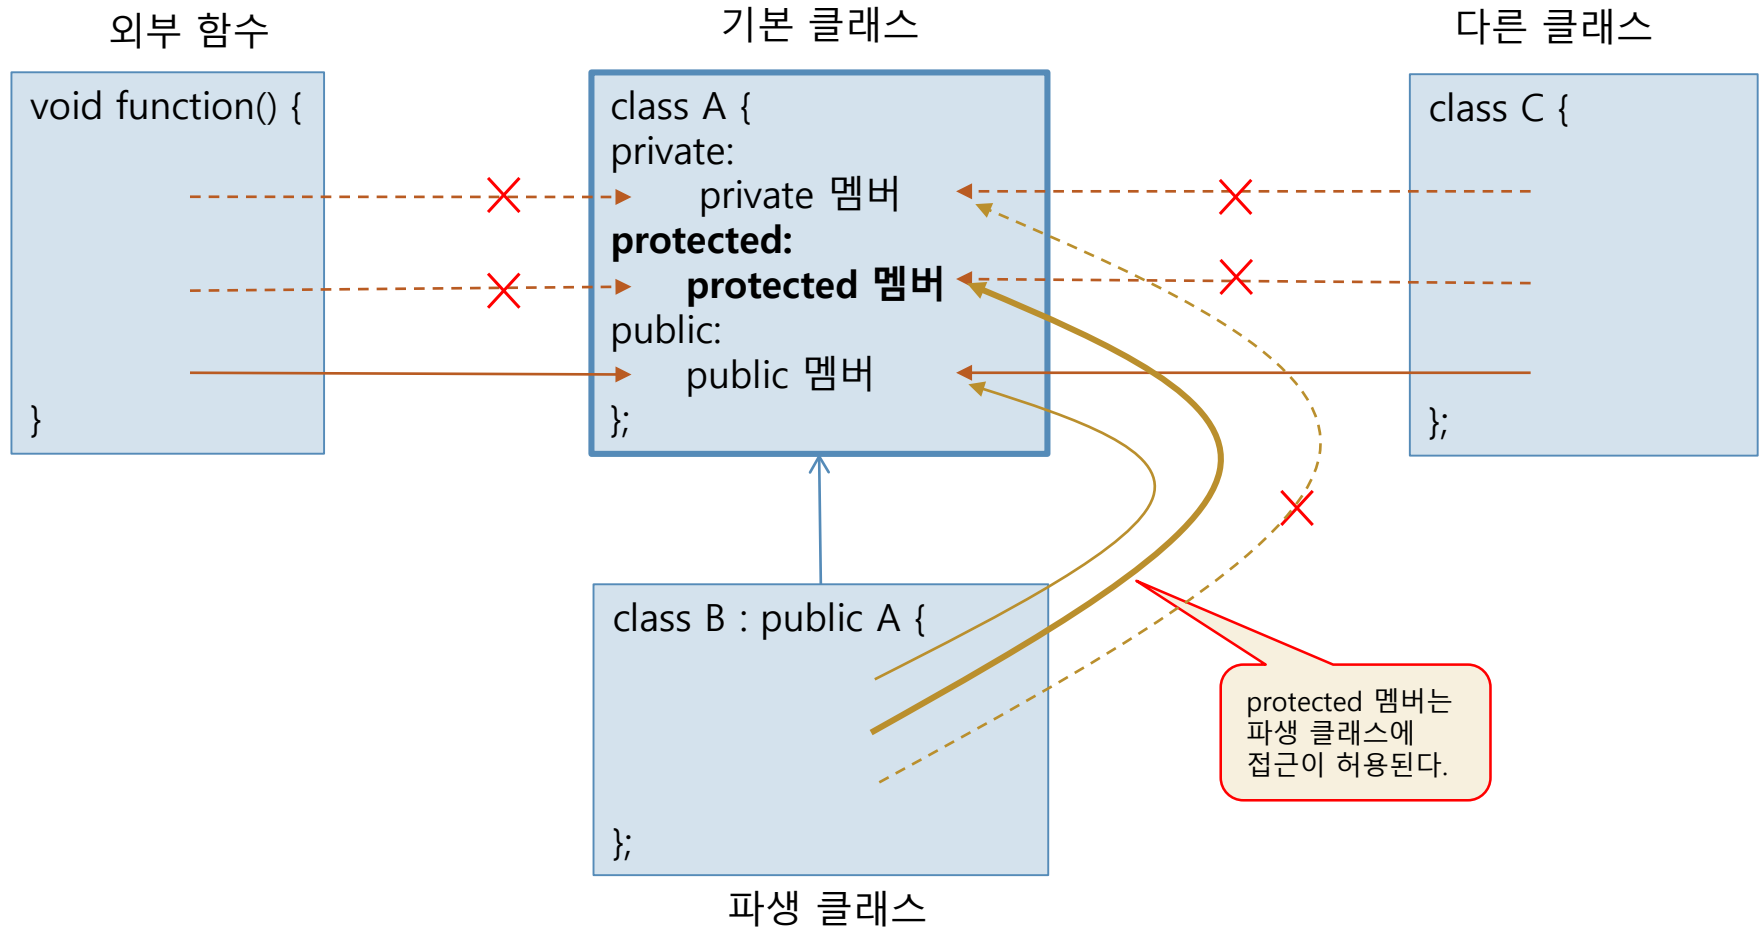 외부 함수
void function() {
}
기본 클래스
class A {
private:
private 멤버
protected:
protected 멤버
public:
public 멤버
};
다른 클래스
class C {
};
class B : public A {
};
파생 클래스
protected 멤버는
파생 클래스에
접근이 허용된다.